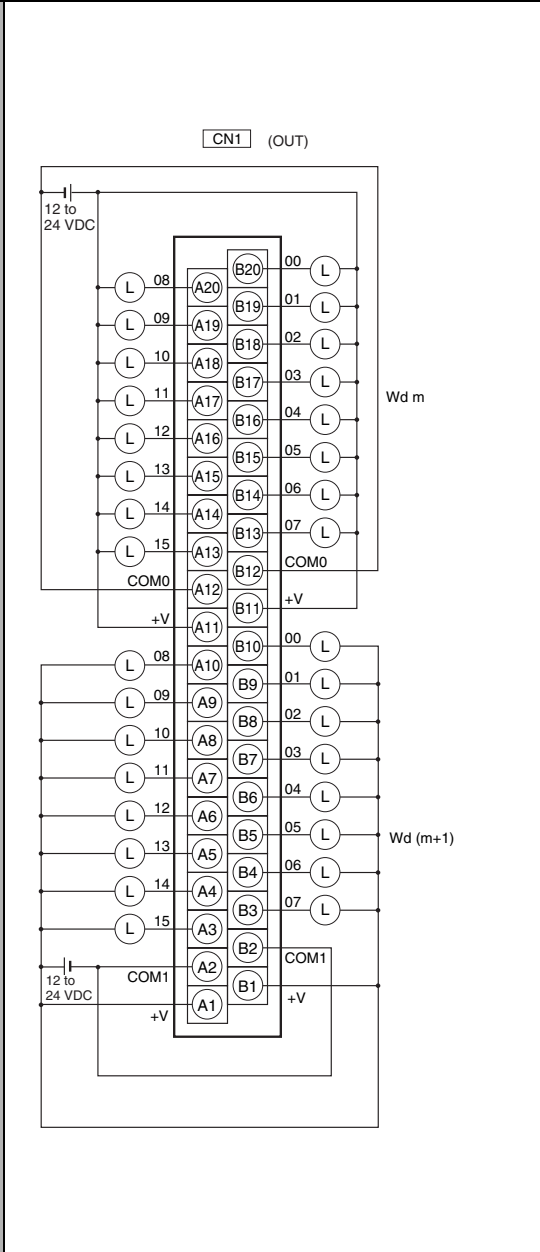 CN1 (OUT)
12 to
24 VDC
00
B20 L
L 08 A20
01
B19 L
L 09 A19
02
B18 L
L 10 A18
03
B17 L
Wd m
L 11 A17
04
B16 L
L 12 A16
05
B15 L
L 13 A15
06
B14 L
L 14 A14
07
B13 L
L 15 A13
B12 COM0
COM0 A12
B11 +V
+V A11
00
B10 L
L 08 A10
01
B9 L
L 09 A9
02
B8 L
L 10 A8
03
B7 L
L 11 A7
04
B6 L
L 12 A6
05
B5 L
Wd (m+1)
L 13 A5
06
B4 L
L 14 A4
07
B3 L
L 15 A3
B2 COM1
COM1 A2
12 to
24 VDC
B1 +V
+V A1